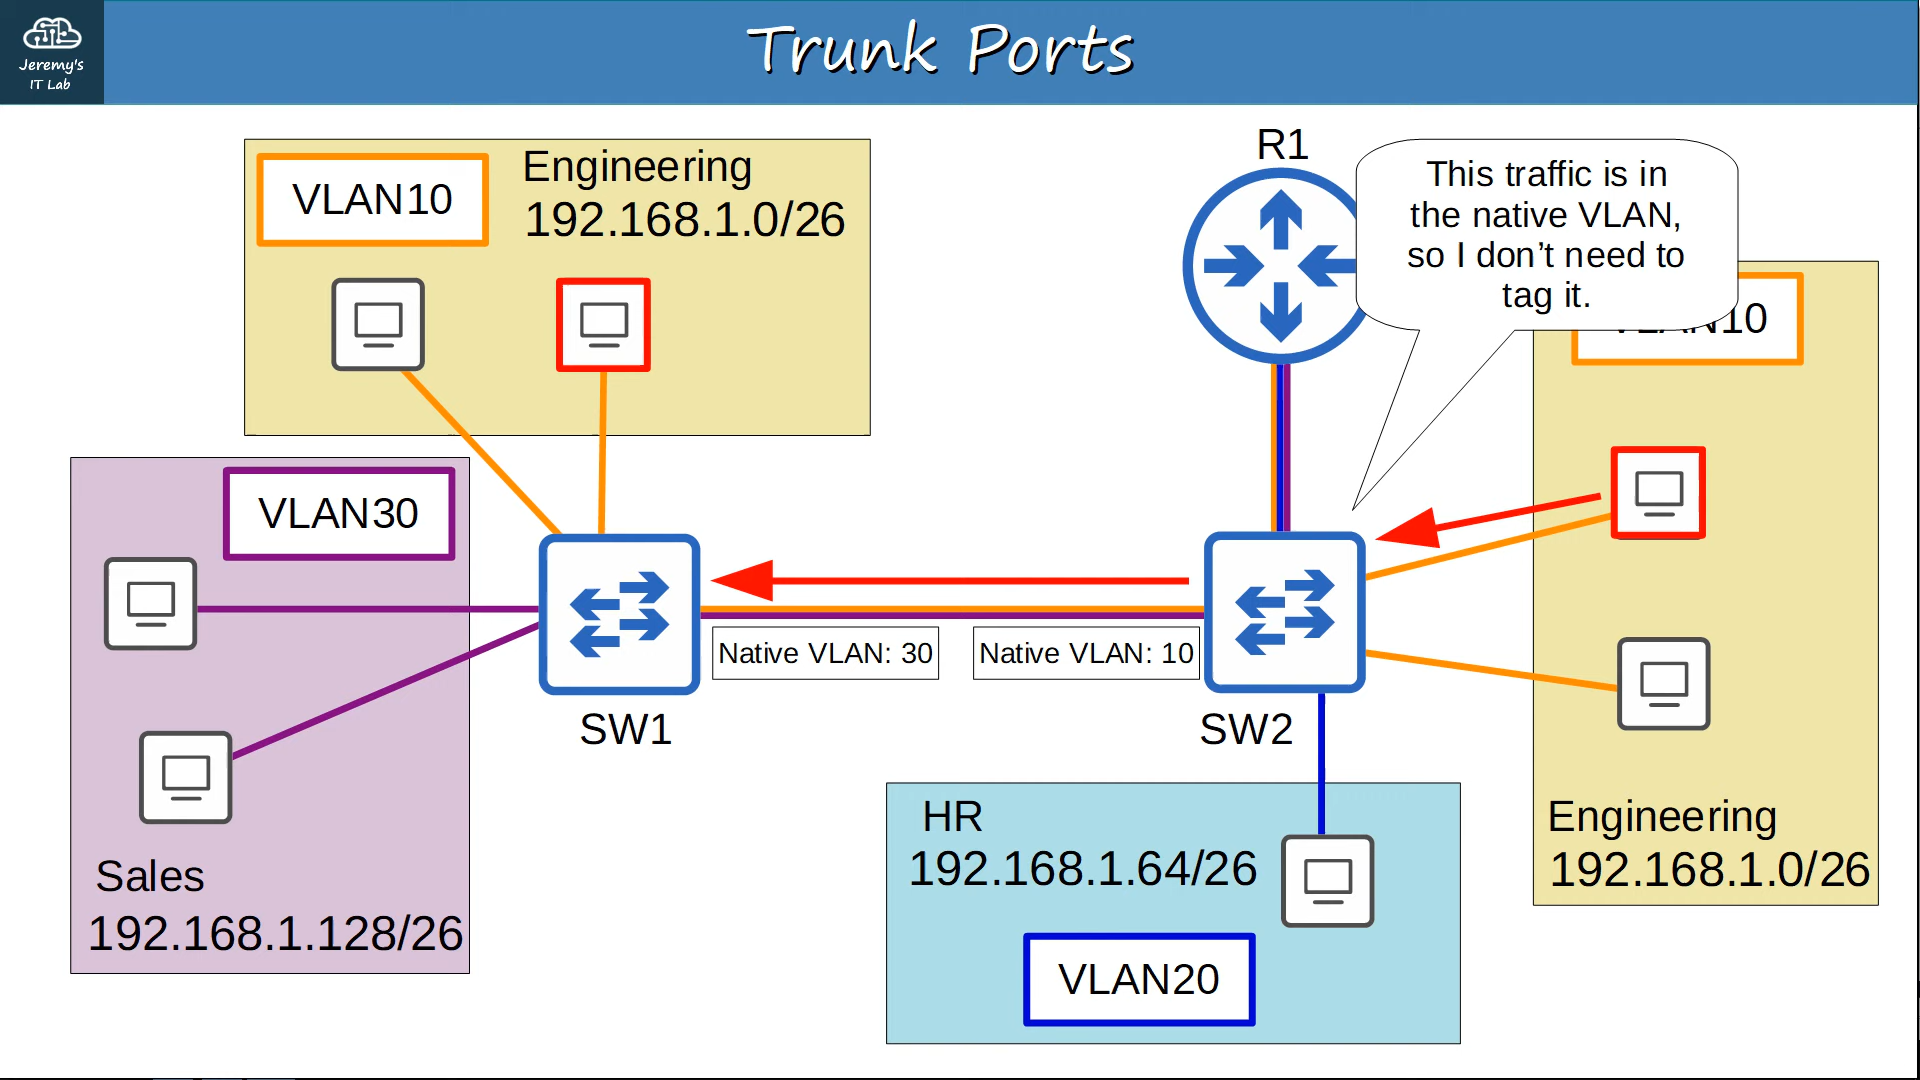 Jeremy's
IT Lab
Trunk Ports
VLAN10
Engineering
192.168.1.0/26
R1
This traffic is in
the native VLAN,
so I don't need to
tag it.
VLAN10
VLAN30
Native VLAN: 30
Native VLAN: 10
SW1
SW2
Sales
192.168.1.128/26
HR
192.168.1.64/26
VLAN20
Engineering
192.168.1.0/26